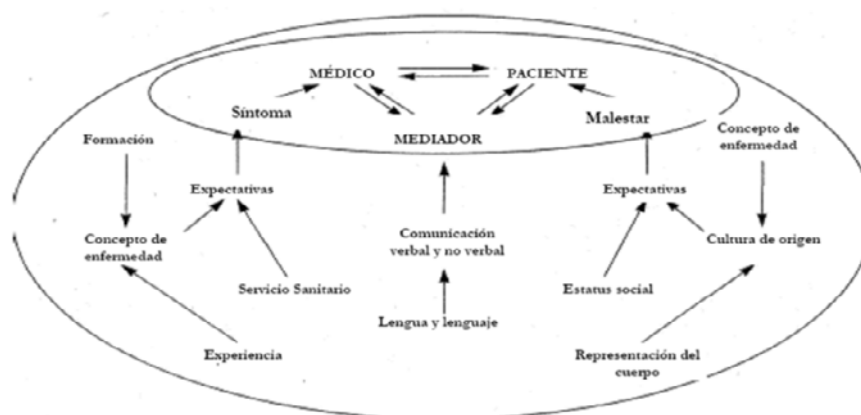 MÉDICO
PACIENTE
Síntoma
Malestar
MEDIADOR
Formación
Concepto de
enfermedad
Expectativas
Expectativas
Concepto de
enfermedad
Comunicación
verbal y no verbal
Cultura de origen
Servicio Sanitario
Estatus social
Lengua y lenguaje
Experiencia
Representación del
cuerpo